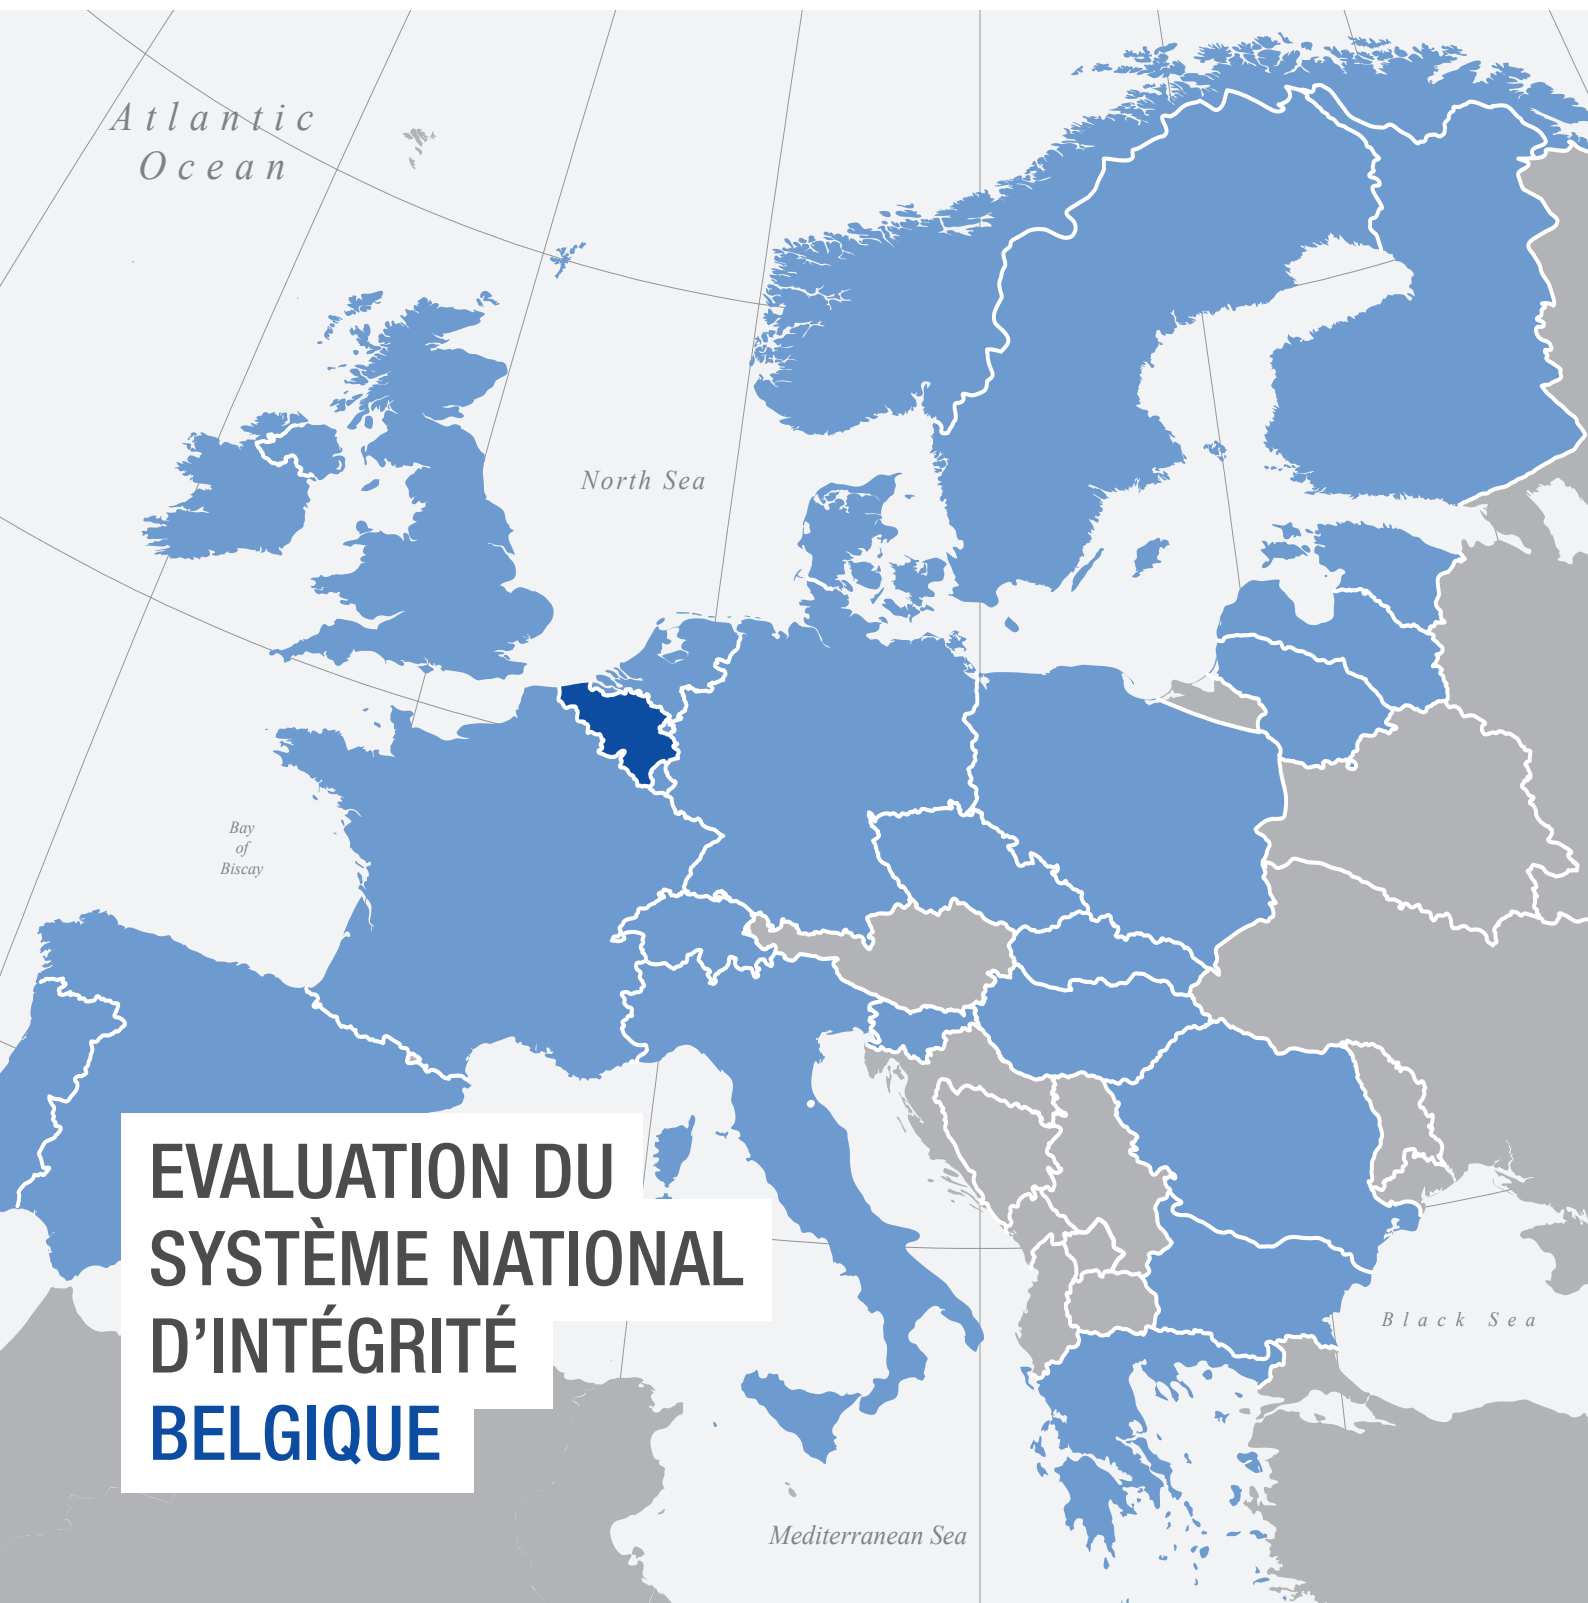 Atlantic
Ocean
North Sea
Bay
of
Biscay
EVALUATION DU
SYSTÈME NATIONAL
D’INTÉGRITÉ
BELGIQUE
Black Sea
Mediterranean Sea